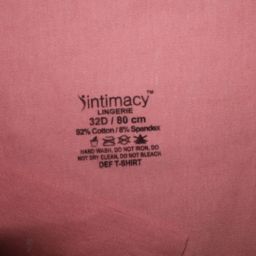 intimacy™
LINGERIE
32D / 80 cm
92% Cotton / 8% Spandex
HAND WASH, DO NOT IRON, DO
NOT DRY CLEAN, DO NOT BLEACH
DEF T-SHIRT